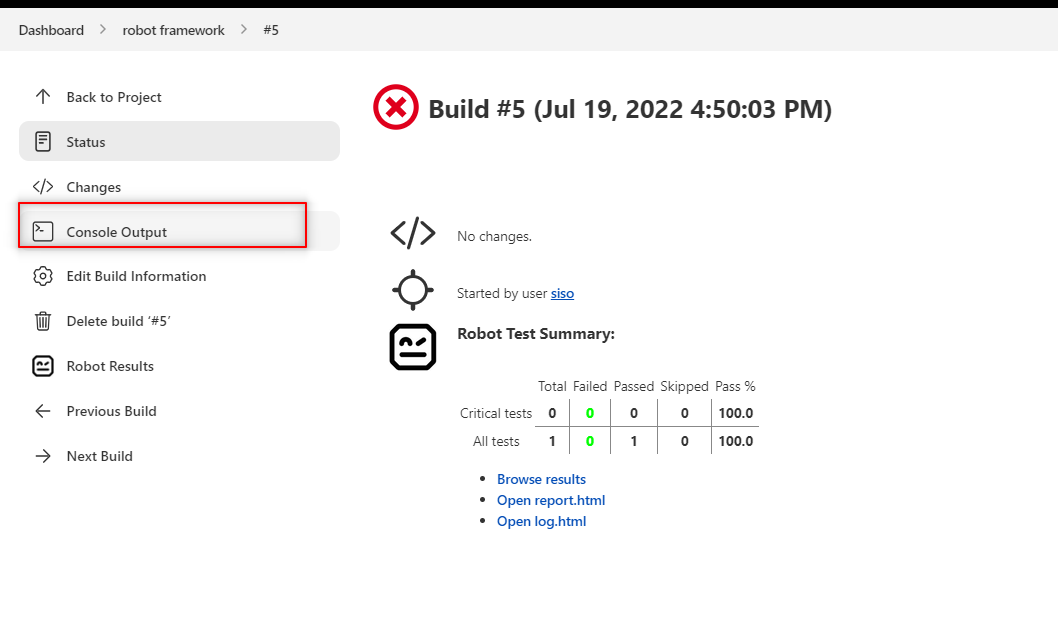 Dashboard > robot framework > #5
Back to Project
Status
Changes
Console Output
Edit Build Information
Delete build ‘#5’
Robot Results
Previous Build
Next Build
Build #5 (Jul 19, 2022 4:50:03 PM)
No changes.
Started by user siso
Robot Test Summary:
Total Failed Passed Skipped Pass %
Critical tests 0 0 0 0 100.0
All tests 1 0 1 0 100.0
Browse results
Open report.html
Open log.html